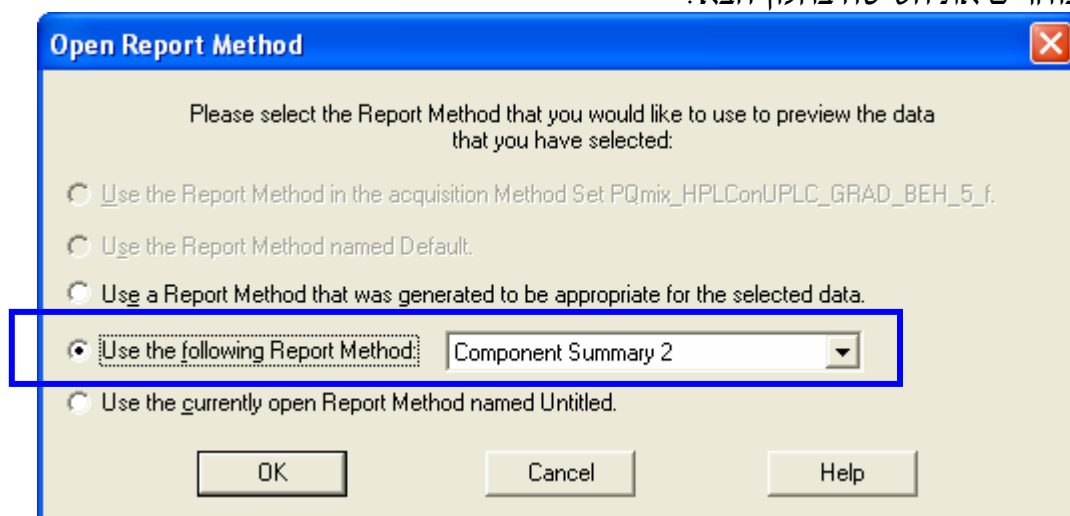 Open Report Method
Please select the Report Method that you would like to use to preview the data
that you have selected:
Use the Report Method in the acquisition Method Set PQmix_HPLConUPLC_GRAD_BEH_5_f.
Use the Report Method named Default.
Use a Report Method that was generated to be appropriate for the selected data.
Use the following Report Method: Component Summary 2
Use the currently open Report Method named Untitled.
OK Cancel Help